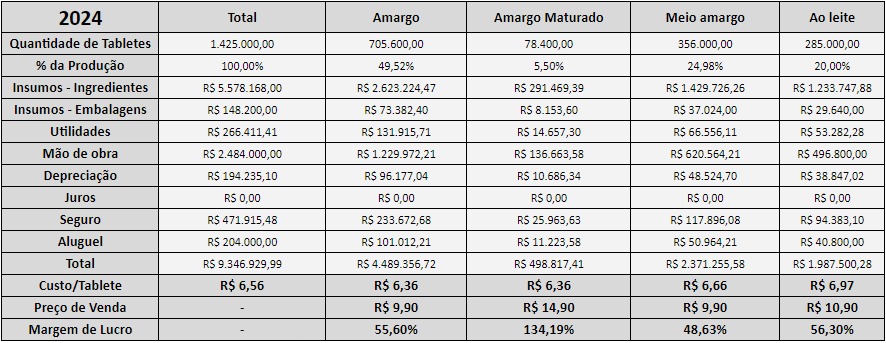 2024 Total Amargo Amargo Maturado Meio amargo Ao leite
Quantidade de Tabletes 1.425.000,00 705.600,00 78.400,00 356.000,00 285.000,00
% da Produção 100,00% 49,52% 5,50% 24,98% 20,00%
Insumos - Ingredientes R$ 5.578.168,00 R$ 2.623.224,47 R$ 291.469,39 R$ 1.429.726,26 R$ 1.233.747,88
Insumos - Embalagens R$ 148.200,00 R$ 73.382,40 R$ 8.153,60 R$ 37.024,00 R$ 29.640,00
Utilidades R$ 266.411,41 R$ 131.915,71 R$ 14.657,30 R$ 66.556,11 R$ 53.282,28
Mão de obra R$ 2.484.000,00 R$ 1.229.972,21 R$ 136.663,58 R$ 620.564,21 R$ 496.800,00
Depreciação R$ 194.235,10 R$ 96.177,04 R$ 10.686,34 R$ 48.524,70 R$ 38.847,02
Juros R$ 0,00 R$ 0,00 R$ 0,00 R$ 0,00 R$ 0,00
Seguro R$ 471.915,48 R$ 233.672,68 R$ 25.963,63 R$ 117.896,08 R$ 94.383,10
Aluguel R$ 204.000,00 R$ 101.012,21 R$ 11.223,58 R$ 50.964,21 R$ 40.800,00
Total R$ 9.346.929,99 R$ 4.489.356,72 R$ 498.817,41 R$ 2.371.255,58 R$ 1.987.500,28
Custo/Tablete R$ 6,56 R$ 6,36 R$ 6,36 R$ 6,66 R$ 6,97
Preço de Venda - R$ 9,90 R$ 14,90 R$ 9,90 R$ 10,90
Margem de Lucro - 55,60% 134,19% 48,63% 56,30%